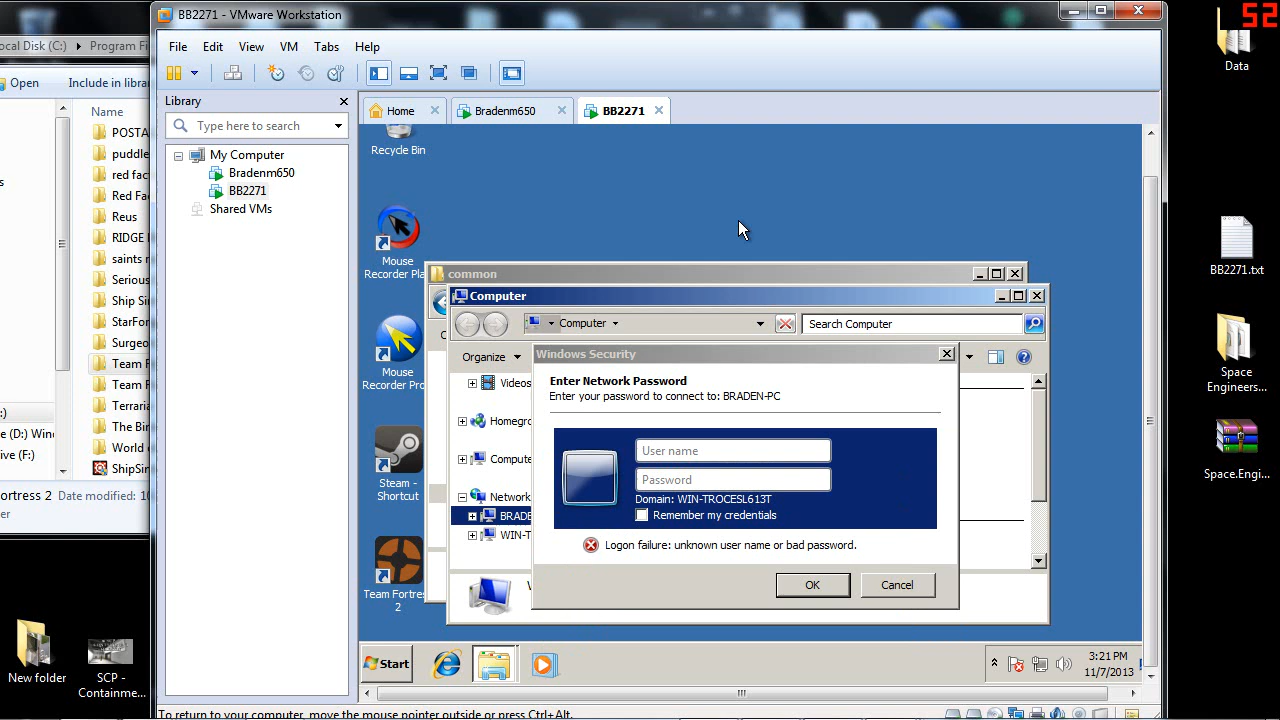 BB2271 - VMware Workstation
52
ocal Disk (C:) ▸ Program Fi
File Edit View VM Tabs Help
Open Include in libra
Data
Library
Home
Bradenm650
BB2271
Type here to search
Name
POSTA
puddle
red fac
Red Fa
Reus
RIDGE
saints
Serious
Ship Si
StarFor
Surgeo
Team F
Team F
Terraria
The Bin
World
ShipSim
:)
e (D:) Wind
ive (F:)
ortress 2 Date modified: 10
er
My Computer
Bradenm650
BB2271
Shared VMs
Recycle Bin
Mouse
Recorder Pla
Mouse
Recorder Pro
Steam -
Shortcut
Team Fortress
2
common
Computer
Computer
Search Computer
Organize
Videos
Homegro
Compute
Network
BRADE
WIN-T
Windows Security
Enter Network Password
Enter your password to connect to: BRADEN-PC
User name
Password
Domain: WIN-TROCESL613T
Remember my credentials
Logon failure: unknown user name or bad password.
OK
Cancel
Start
3:21 PM
11/7/2013
To return to your computer, move the mouse pointer outside or press Ctrl+Alt.
BB2271.txt
Space
Engineers...
Space.Engi...
New folder
SCP -
Containme...